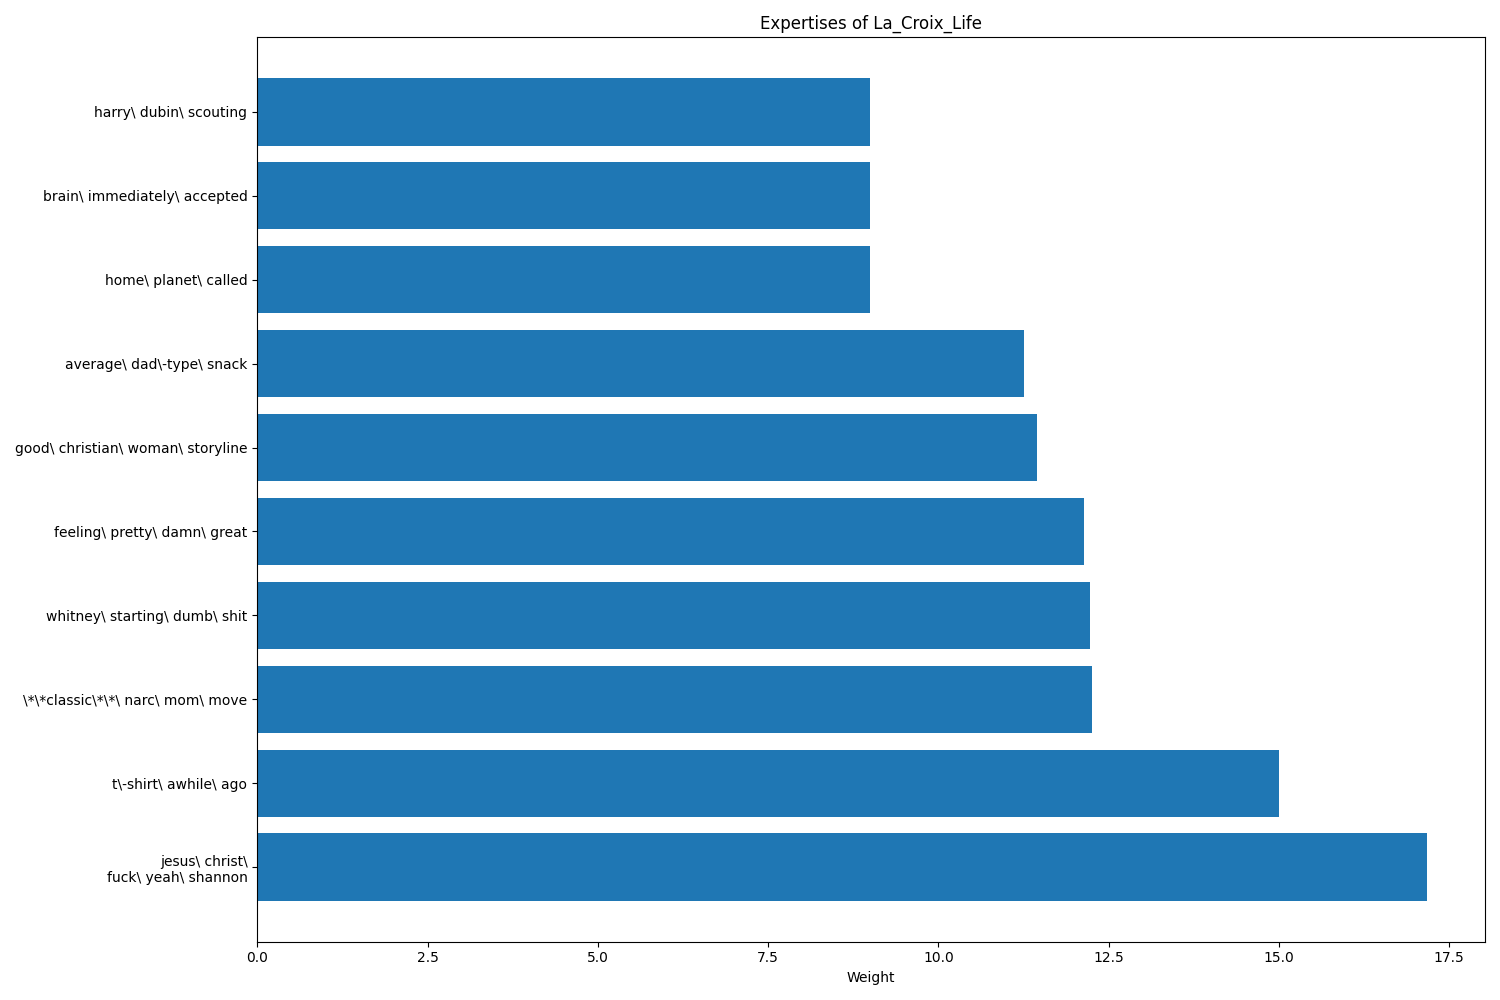 Expertises of La_Croix_Life
harry\ dubin\ scouting
brain\ immediately\ accepted
home\ planet\ called
average\ dad\-type\ snack
good\ christian\ woman\ storyline
feeling\ pretty\ damn\ great
whitney\ starting\ dumb\ shit
\*\*classic\*\*\ narc\ mom\ move
t\-shirt\ awhile\ ago
jesus\ christ\
fuck\ yeah\ shannon
0.0 2.5 5.0 7.5 10.0 12.5 15.0 17.5
Weight